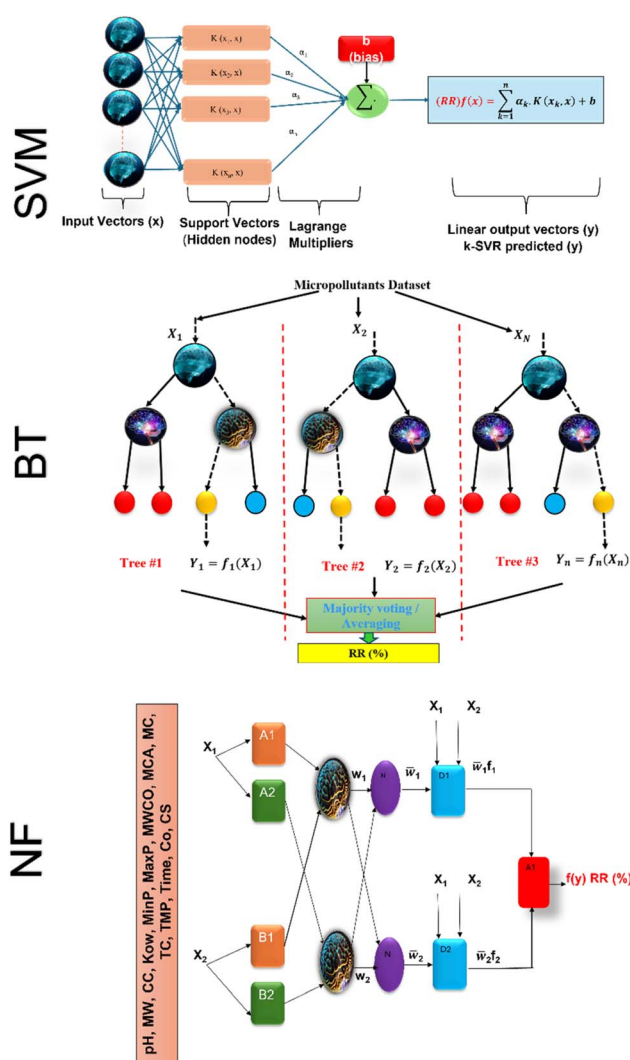 SVM
K (x₁, x)
K (x₂, x)
K (x₃, x)
K (xₙ, x)
α₁
α₂
α₃
b
(bias)
Σ.
(RR)f(x) = ∑ₖ₌₁ⁿ αₖ. K(xₖ, x) + b
Input Vectors (x)
Support Vectors
(Hidden nodes)
Lagrange
Multipliers
Linear output vectors (y)
k-SVR predicted (y)
BT
Micropollutants Dataset
X₁
X₂
X_N
Tree #1
Y₁ = f₁(X₁)
Tree #2
Y₂ = f₂(X₂)
Tree #3
Yₙ = fₙ(Xₙ)
Majority voting /
Averaging
RR (%)
NF
pH, MW, CC, Kow, MinP, MaxP, MWCO, MCA, MC,
TC, TMP, Time, Co, CS
X₁
A1
A2
X₂
B1
B2
w₁
w₂
N
N
w̅₁
w̅₂
X₁ X₂
D1
w̅₁f₁
X₁ X₂
D2
w̅₂f₂
A1
f(y) RR (%)